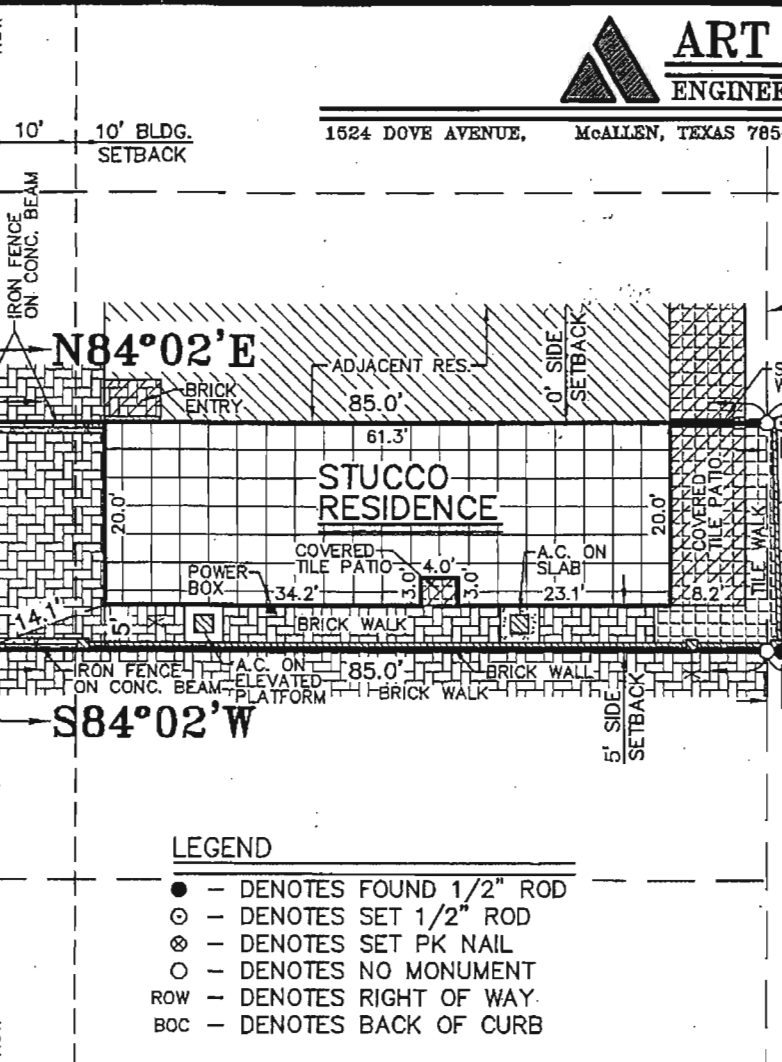 ART
ENGINEE
1524 DOVE AVENUE, McALLEN, TEXAS 785
10'
10' BLDG.
SETBACK
IRON FENCE
ON CONC. BEAM
N84°02'E
ADJACENT RES.
0' SIDE
SETBACK
BRICK
ENTRY
85.0'
61.3'
STUCCO
RESIDENCE
20.0'
20.0'
COVERED
TILE PATIO
TILE WALK
COVERED
TILE PATIO
4.0'
3.0'
3.0'
A.C. ON
SLAB
POWER
BOX
34.2'
23.1'
8.2'
14.1'
5'
BRICK WALK
IRON FENCE
ON CONC. BEAM
A.C. ON
ELEVATED
PLATFORM
85.0'
BRICK WALL
BRICK WALK
S84°02'W
5' SIDE
SETBACK
LEGEND
● – DENOTES FOUND 1/2" ROD
⊙ – DENOTES SET 1/2" ROD
⊗ – DENOTES SET PK NAIL
○ – DENOTES NO MONUMENT
ROW – DENOTES RIGHT OF WAY
BOC – DENOTES BACK OF CURB